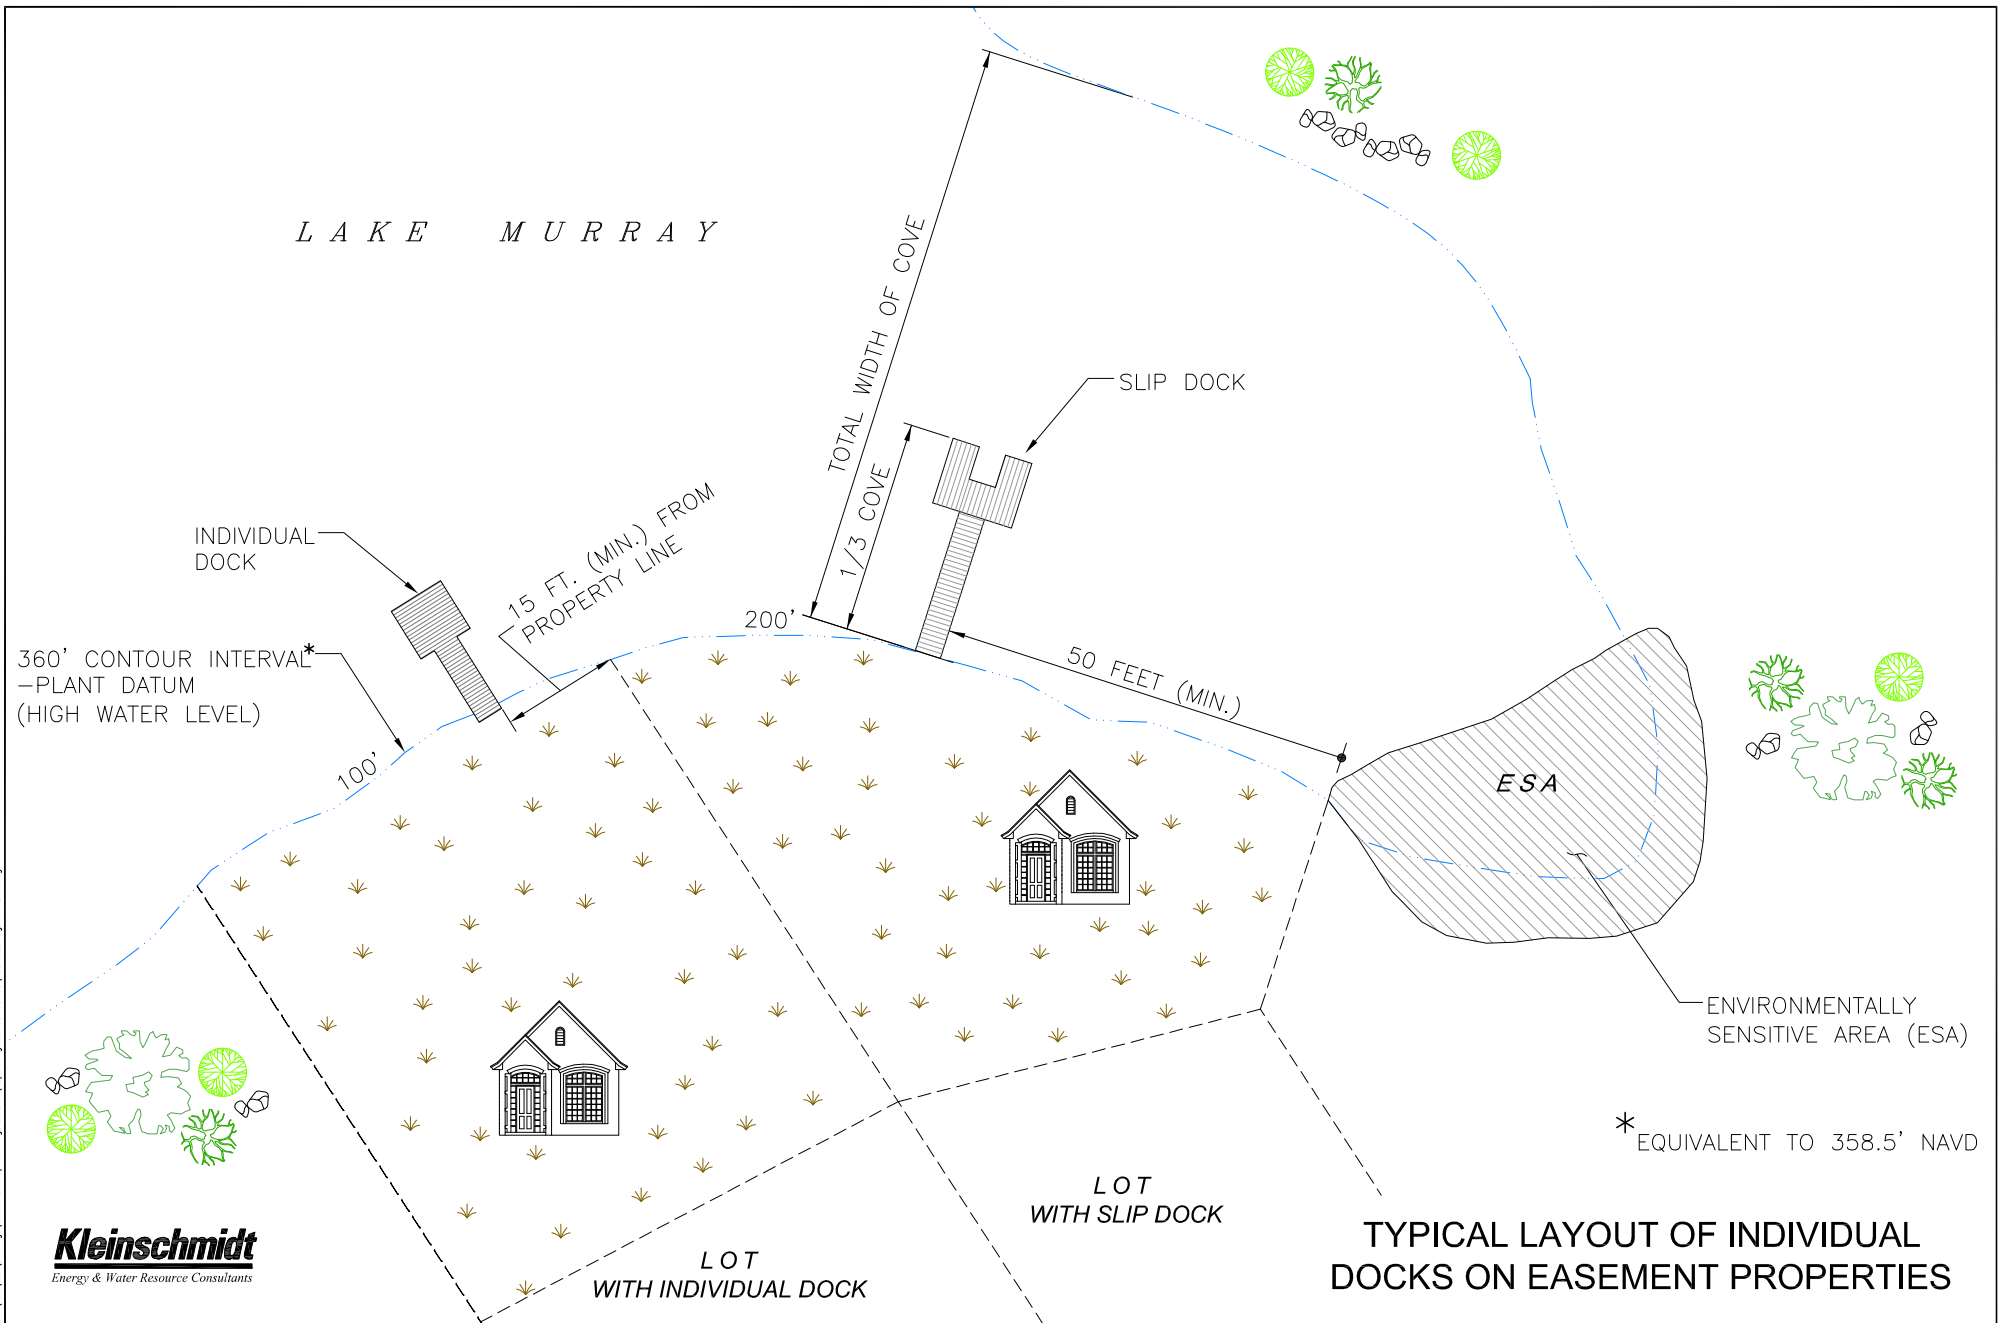 LAKE MURRAY
TOTAL WIDTH OF COVE
SLIP DOCK
1/3 COVE
INDIVIDUAL
DOCK
15 FT. (MIN.) FROM
PROPERTY LINE
200'
50 FEET (MIN.)
360' CONTOUR INTERVAL*
-PLANT DATUM
(HIGH WATER LEVEL)
100'
ESA
ENVIRONMENTALLY
SENSITIVE AREA (ESA)
*EQUIVALENT TO 358.5' NAVD
LOT
WITH SLIP DOCK
LOT
WITH INDIVIDUAL DOCK
Kleinschmidt
Energy & Water Resource Consultants
TYPICAL LAYOUT OF INDIVIDUAL
DOCKS ON EASEMENT PROPERTIES